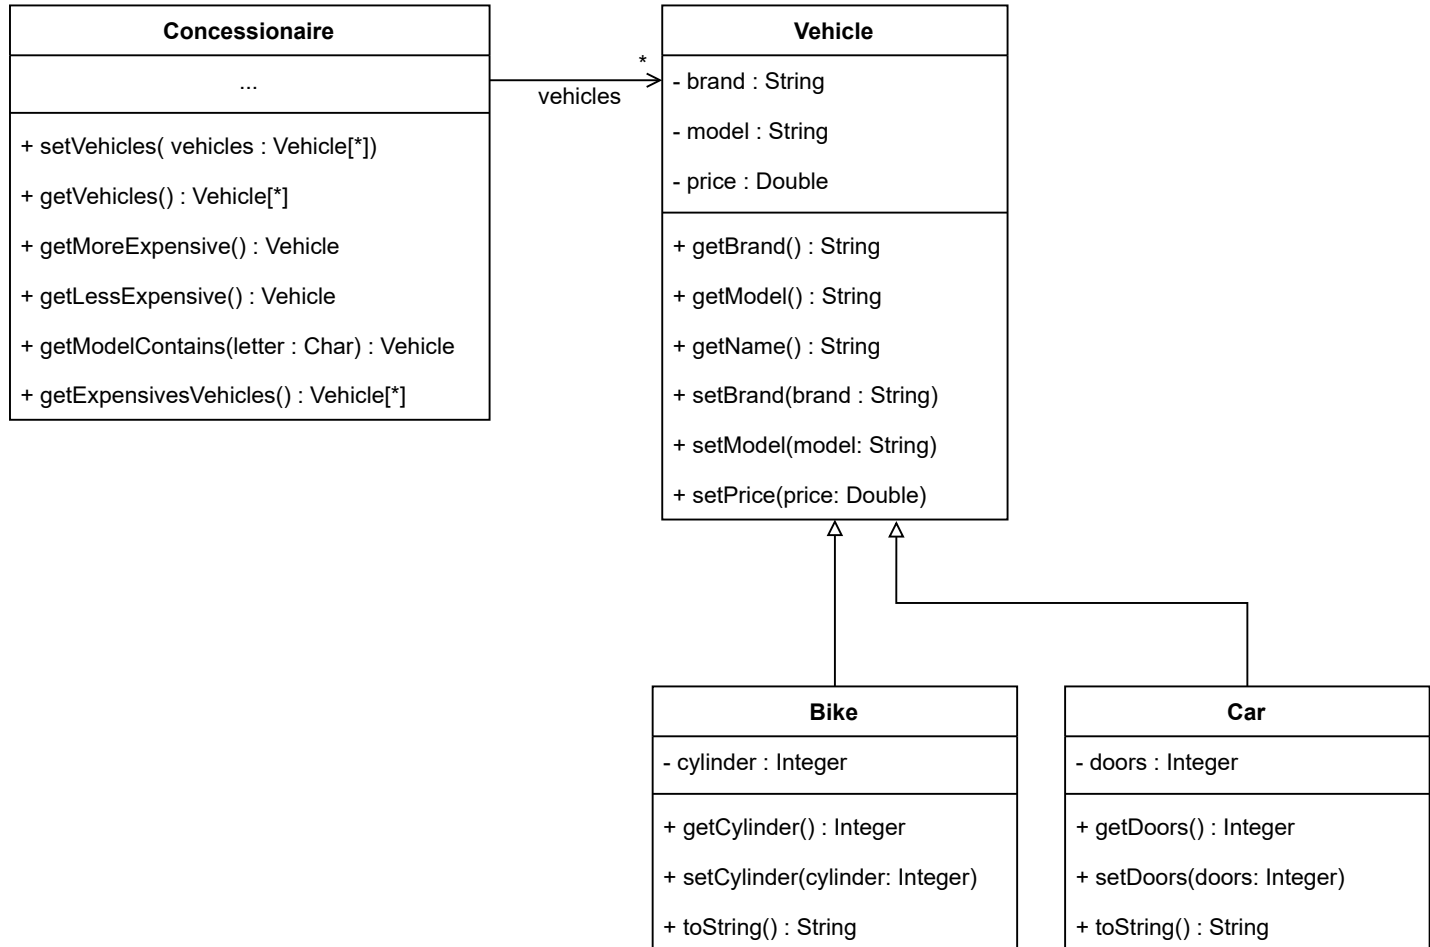 Concessionaire
...
+ setVehicles( vehicles : Vehicle[*])
+ getVehicles() : Vehicle[*]
+ getMoreExpensive() : Vehicle
+ getLessExpensive() : Vehicle
+ getModelContains(letter : Char) : Vehicle
+ getExpensivesVehicles() : Vehicle[*]
*
vehicles
Vehicle
- brand : String
- model : String
- price : Double
+ getBrand() : String
+ getModel() : String
+ getName() : String
+ setBrand(brand : String)
+ setModel(model: String)
+ setPrice(price: Double)
Bike
- cylinder : Integer
+ getCylinder() : Integer
+ setCylinder(cylinder: Integer)
+ toString() : String
Car
- doors : Integer
+ getDoors() : Integer
+ setDoors(doors: Integer)
+ toString() : String